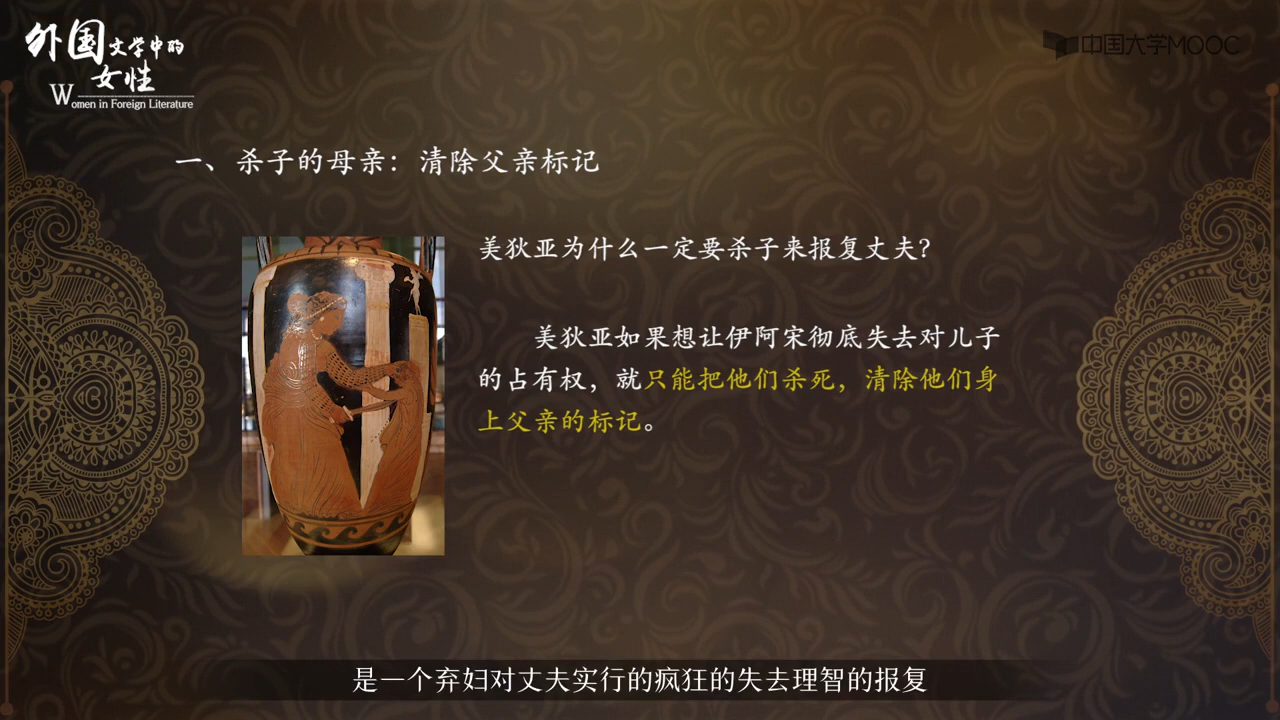 外国文学中的
女性
Women in Foreign Literature
中国大学MOOC
一、杀子的母亲：清除父亲标记
美狄亚为什么一定要杀子来报复丈夫？
美狄亚如果想让伊阿宋彻底失去对儿子
的占有权，就只能把他们杀死，清除他们身
上父亲的标记。
是一个弃妇对丈夫实行的疯狂的失去理智的报复